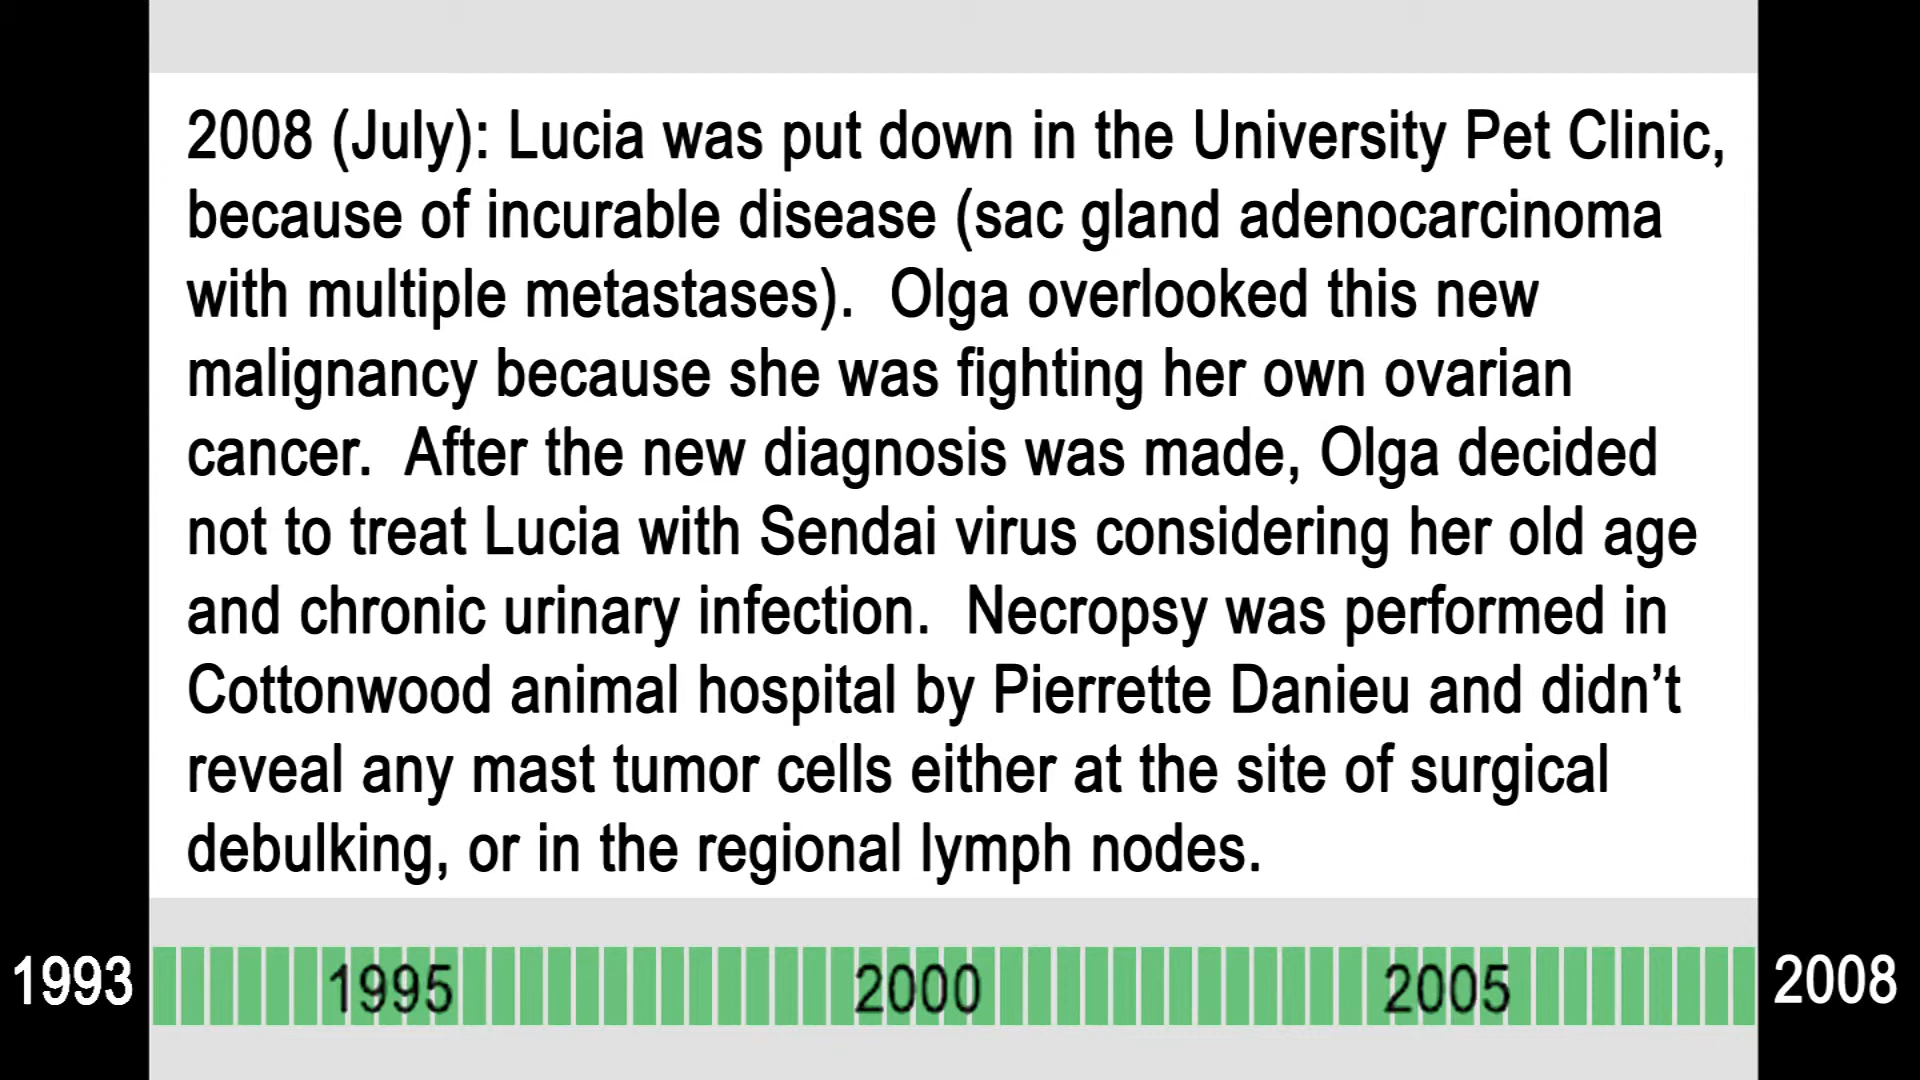 2008 (July): Lucia was put down in the University Pet Clinic,
because of incurable disease (sac gland adenocarcinoma
with multiple metastases).  Olga overlooked this new
malignancy because she was fighting her own ovarian
cancer.  After the new diagnosis was made, Olga decided
not to treat Lucia with Sendai virus considering her old age
and chronic urinary infection.  Necropsy was performed in
Cottonwood animal hospital by Pierrette Danieu and didn’t
reveal any mast tumor cells either at the site of surgical
debulking, or in the regional lymph nodes.
1993 1995 2000 2005 2008